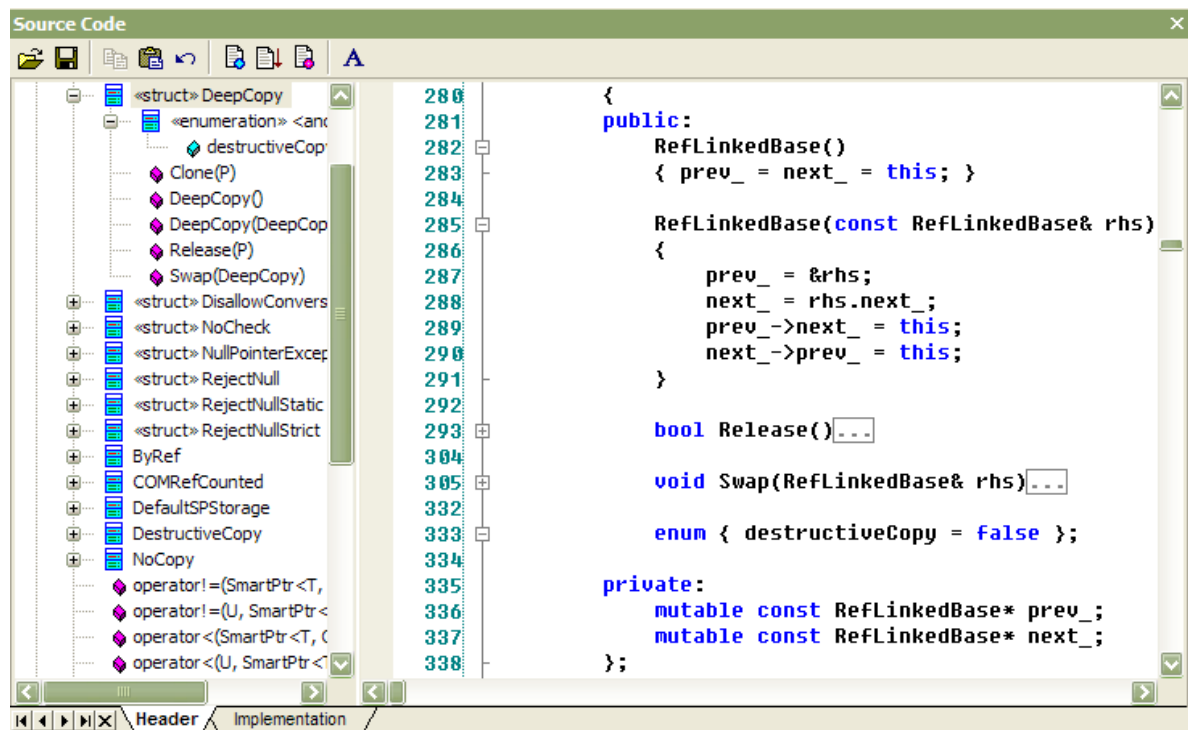 Source Code
A
«struct» DeepCopy
«enumeration» <anc
destructiveCop
Clone(P)
DeepCopy()
DeepCopy(DeepCop
Release(P)
Swap(DeepCopy)
«struct» DisallowConvers
«struct» NoCheck
«struct» NullPointerExcep
«struct» RejectNull
«struct» RejectNullStatic
«struct» RejectNullStrict
ByRef
COMRefCounted
DefaultSPStorage
DestructiveCopy
NoCopy
operator!=(SmartPtr<T,
operator!=(U, SmartPtr<
operator<(SmartPtr<T, O
operator<(U, SmartPtr<T
280 {
281 public:
282 RefLinkedBase()
283 { prev_ = next_ = this; }
284
285 RefLinkedBase(const RefLinkedBase& rhs)
286 {
287 prev_ = &rhs;
288 next_ = rhs.next_;
289 prev_->next_ = this;
290 next_->prev_ = this;
291 }
292
293 bool Release()...
304
305 void Swap(RefLinkedBase& rhs)...
332
333 enum { destructiveCopy = false };
334
335 private:
336 mutable const RefLinkedBase* prev_;
337 mutable const RefLinkedBase* next_;
338 };
Header
Implementation